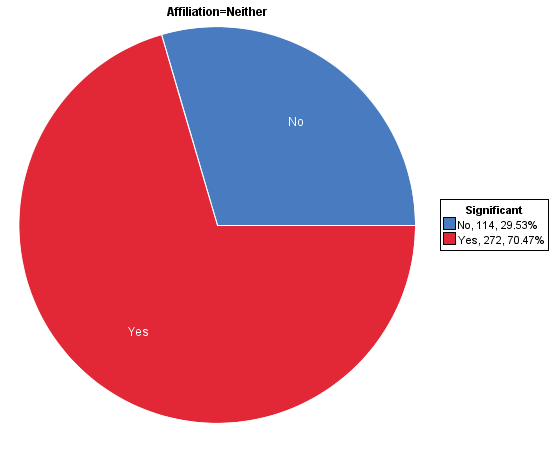 Affiliation=Neither
No
Yes
Significant
No, 114, 29.53%
Yes, 272, 70.47%